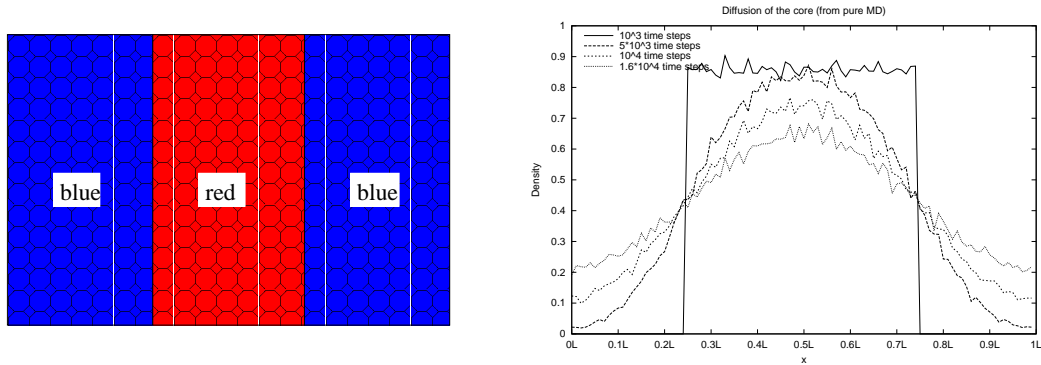 blue
red
blue
Diffusion of the core (from pure MD)
10^3 time steps
5*10^3 time steps
10^4 time steps
1.6*10^4 time steps
Density
1
0.9
0.8
0.7
0.6
0.5
0.4
0.3
0.2
0.1
0
0L 0.1L 0.2L 0.3L 0.4L 0.5L 0.6L 0.7L 0.8L 0.9L 1L
x